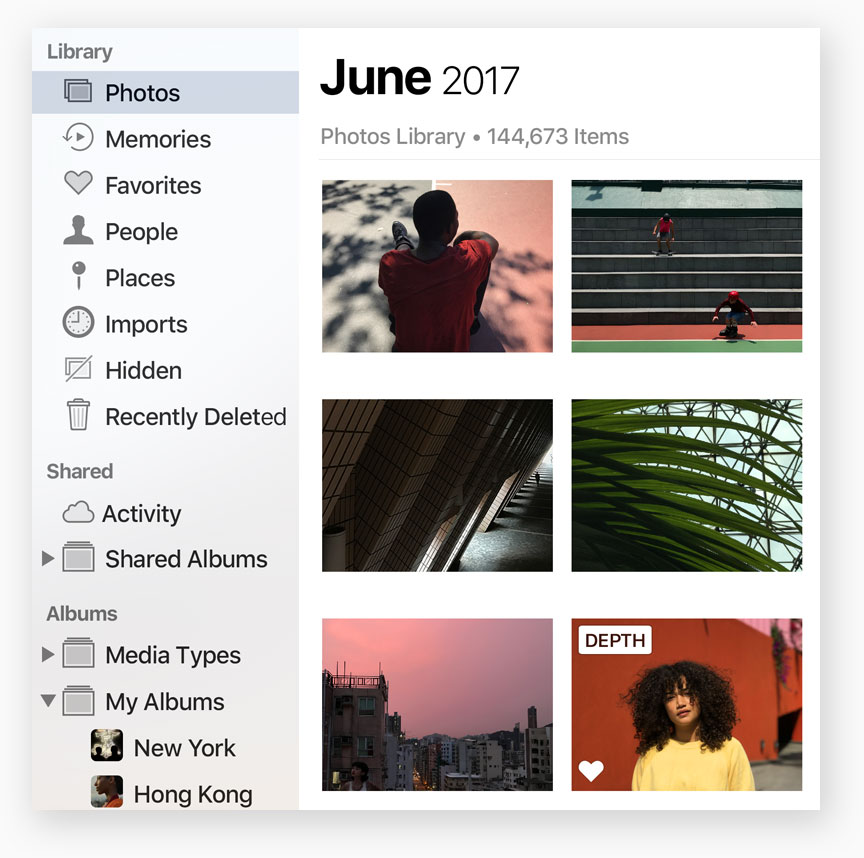 Library
Photos
Memories
Favorites
People
Places
Imports
Hidden
Recently Deleted
Shared
Activity
Shared Albums
Albums
Media Types
My Albums
New York
Hong Kong
June 2017
Photos Library • 144,673 Items
DEPTH